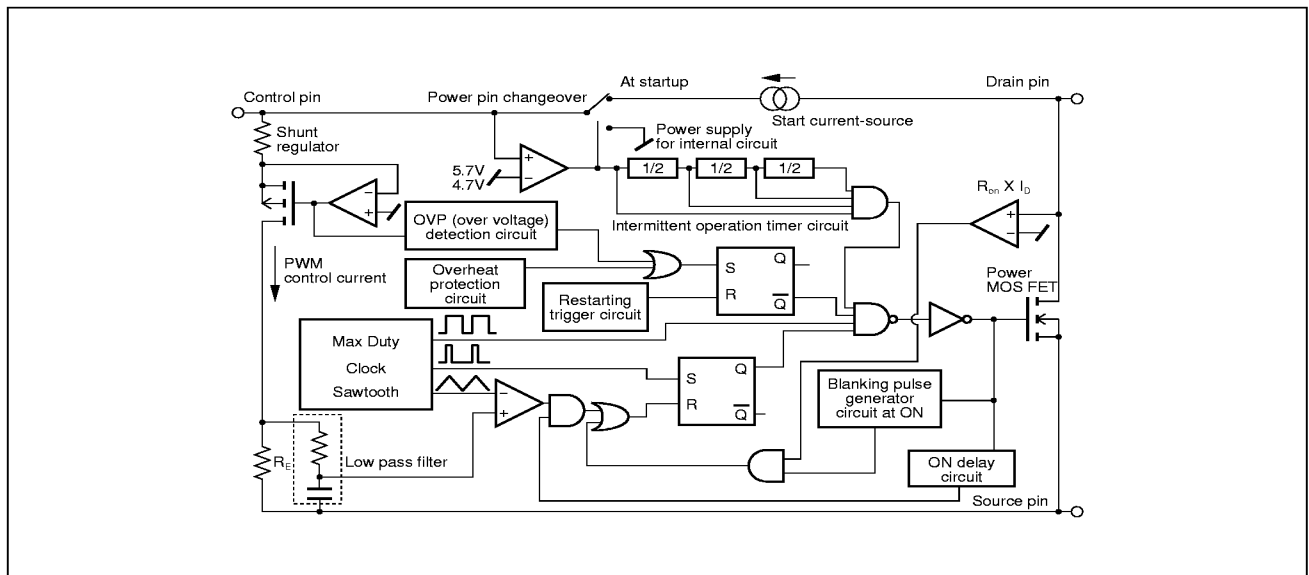 At startup
Drain pin
Control pin
Power pin changeover
Start current-source
Shunt
regulator
Power supply
for internal circuit
+
−
5.7V
4.7V
1/2
1/2
1/2
−
+
Ron X ID
+
−
OVP (over voltage)
detection circuit
Intermittent operation timer circuit
PWM
control current
Overheat
protection
circuit
S
Q
R
Q
Restarting
trigger circuit
Power
MOS FET
Max Duty
Clock
Sawtooth
−
+
S
Q
R
Q
Blanking pulse
generator
circuit at ON
RE
Low pass filter
ON delay
circuit
Source pin